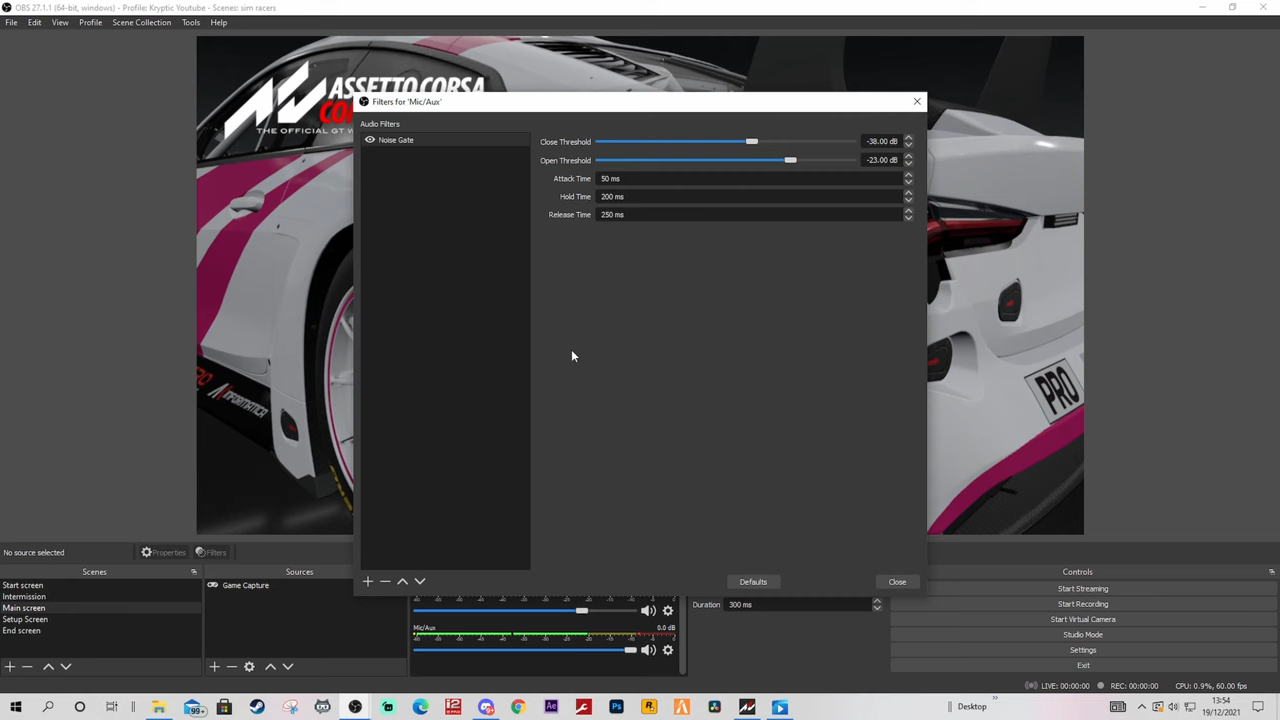 OBS 27.1.1 (64-bit, windows) - Profile: Kryptic Youtube - Scenes: sim racers
File Edit View Profile Scene Collection Tools Help
ASSETTO CORSA
THE OFFICIAL GT W
Filters for 'Mic/Aux'
Audio Filters
Noise Gate
Close Threshold -38.00 dB
Open Threshold -23.00 dB
Attack Time 50 ms
Hold Time 200 ms
Release Time 250 ms
PRO
Defaults Close
No source selected Properties Filters
Scenes Sources Controls
Start screen
Intermission
Main screen
Setup Screen
End screen
Game Capture
Mic/Aux 0.0 dB
Duration 300 ms
Start Streaming
Start Recording
Start Virtual Camera
Studio Mode
Settings
Exit
LIVE: 00:00:00 REC: 00:00:00 CPU: 0.9%, 60.00 fps
99+
Desktop
13:54
19/12/2021